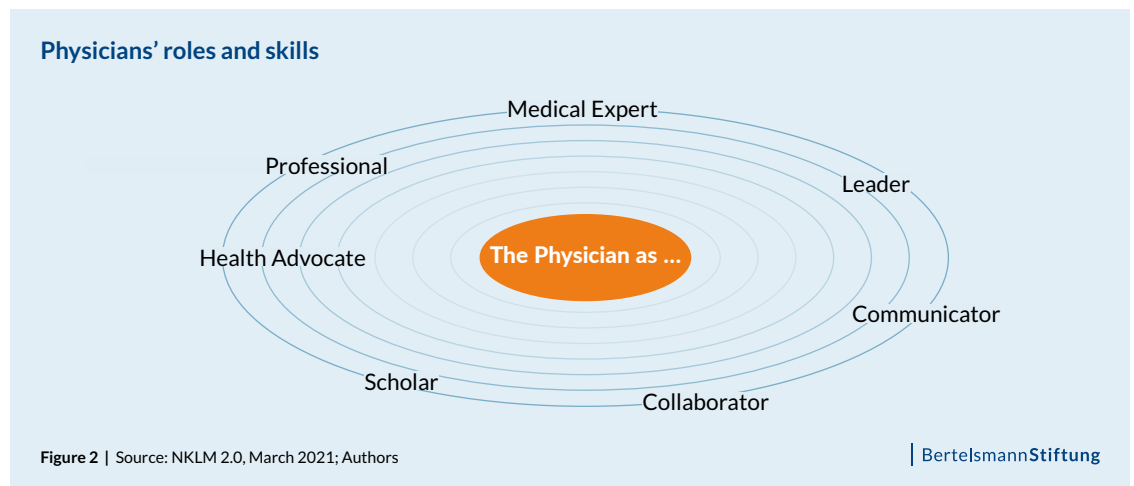 Physicians’ roles and skills
Medical Expert
Professional
Leader
Health Advocate
The Physician as ...
Communicator
Scholar
Collaborator
Figure 2 | Source: NKLM 2.0, March 2021; Authors
BertelsmannStiftung